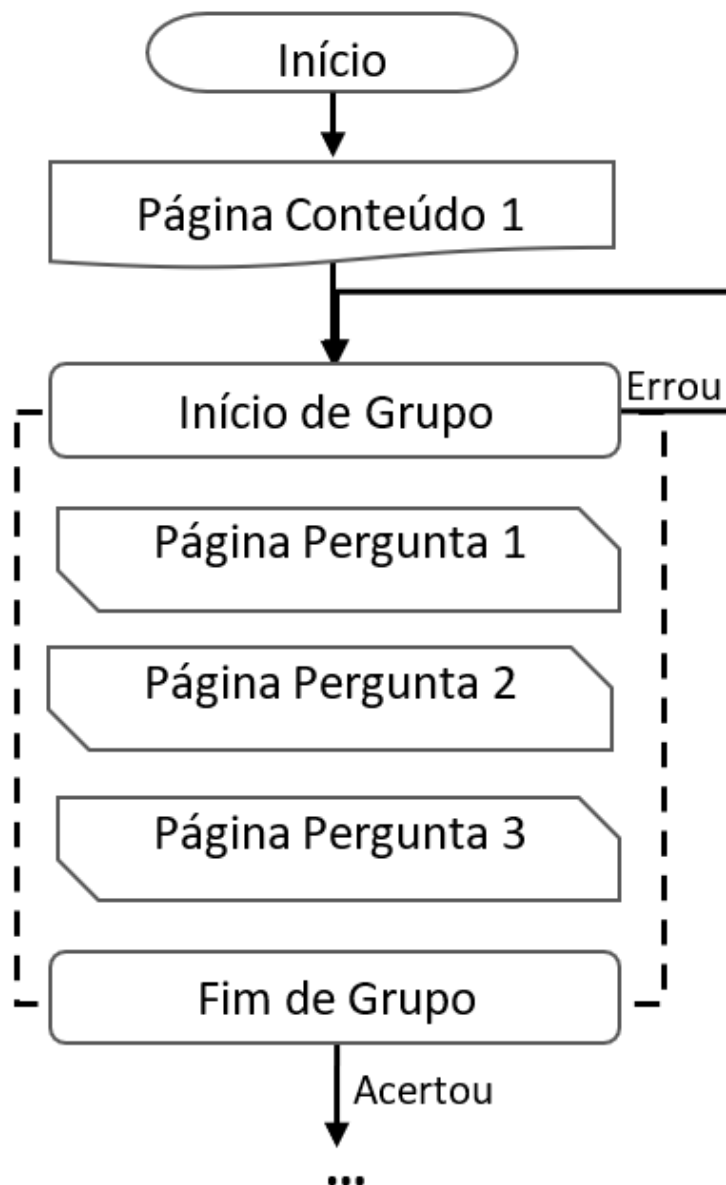 Início
Página Conteúdo 1
Início de Grupo
Errou
Página Pergunta 1
Página Pergunta 2
Página Pergunta 3
Fim de Grupo
Acertou
...